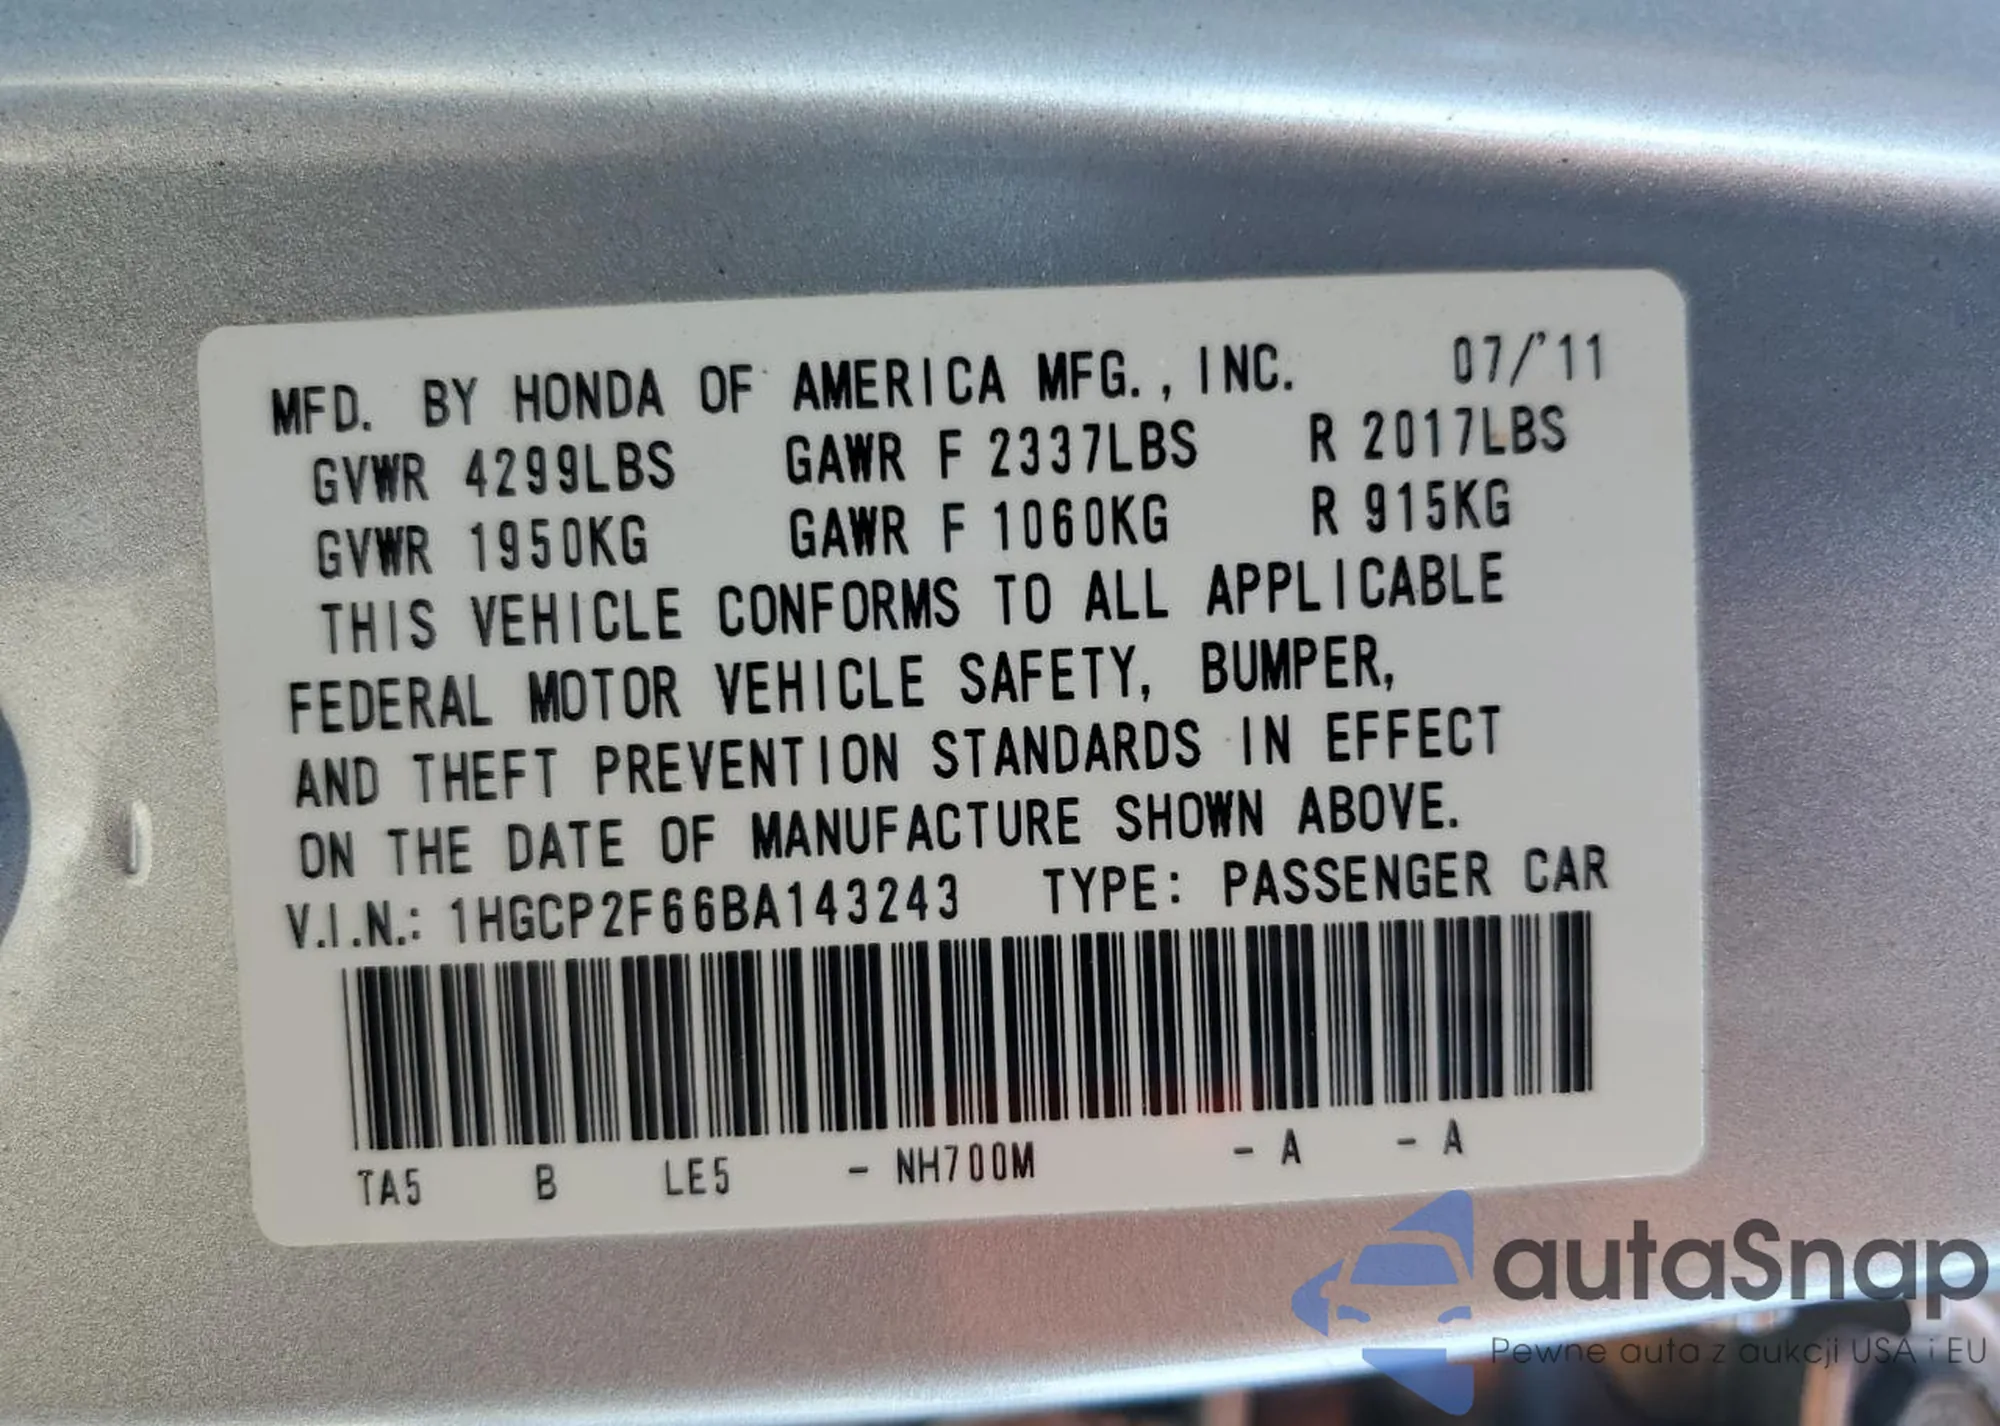 MFD. BY HONDA OF AMERICA MFG., INC. 07/'11
GVWR 4299LBS GAWR F 2337LBS R 2017LBS
GVWR 1950KG GAWR F 1060KG R 915KG
THIS VEHICLE CONFORMS TO ALL APPLICABLE
FEDERAL MOTOR VEHICLE SAFETY, BUMPER,
AND THEFT PREVENTION STANDARDS IN EFFECT
ON THE DATE OF MANUFACTURE SHOWN ABOVE.
V.I.N.: 1HGCP2F66BA143243 TYPE: PASSENGER CAR
TA5 B LE5 - NH700M - A - A
autaSnap
Pewne auta z aukcji USA i EU